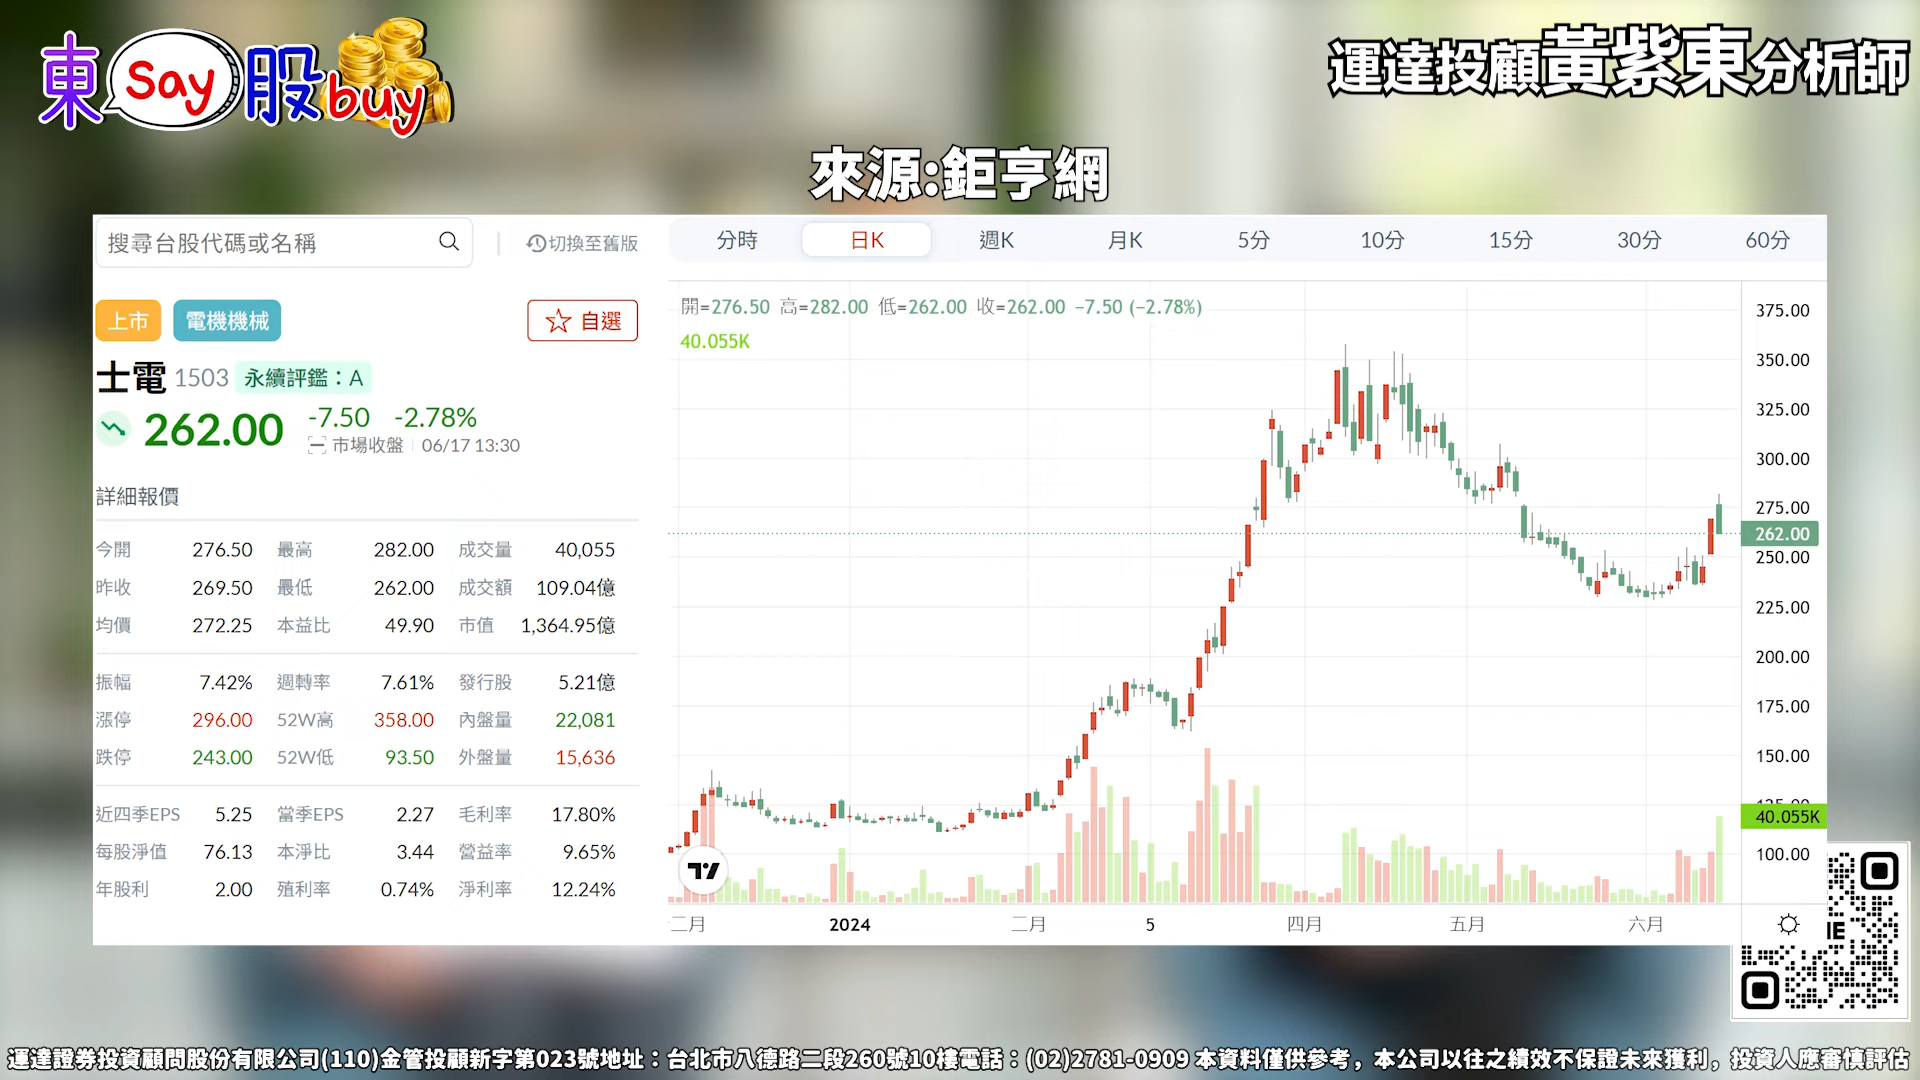 東Say股buy
運達投顧黃紫東分析師
來源:鉅亨網
搜尋台股代碼或名稱
切換至舊版
分時 日K 週K 月K 5分 10分 15分 30分 60分
上市 電機機械 自選
士電 1503 永續評鑑：A
262.00 -7.50 -2.78%
市場收盤 06/17 13:30
詳細報價
今開 276.50 最高 282.00 成交量 40,055
昨收 269.50 最低 262.00 成交額 109.04億
均價 272.25 本益比 49.90 市值 1,364.95億
振幅 7.42% 週轉率 7.61% 發行股 5.21億
漲停 296.00 52W高 358.00 內盤量 22,081
跌停 243.00 52W低 93.50 外盤量 15,636
近四季EPS 5.25 當季EPS 2.27 毛利率 17.80%
每股淨值 76.13 本淨比 3.44 營益率 9.65%
年股利 2.00 殖利率 0.74% 淨利率 12.24%
開=276.50 高=282.00 低=262.00 收=262.00 −7.50 (−2.78%)
40.055K
375.00
350.00
325.00
300.00
275.00
262.00
250.00
225.00
200.00
175.00
150.00
125.00
40.055K
100.00
二月 2024 二月 5 四月 五月 六月
運達證券投資顧問股份有限公司(110)金管投顧新字第023號地址：台北市八德路二段260號10樓電話：(02)2781-0909 本資料僅供參考，本公司以往之績效不保證未來獲利，投資人應審慎評估